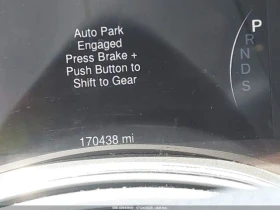 Auto Park
Engaged
Press Brake +
Push Button to
Shift to Gear
P
R
N
D
S
170438 mi